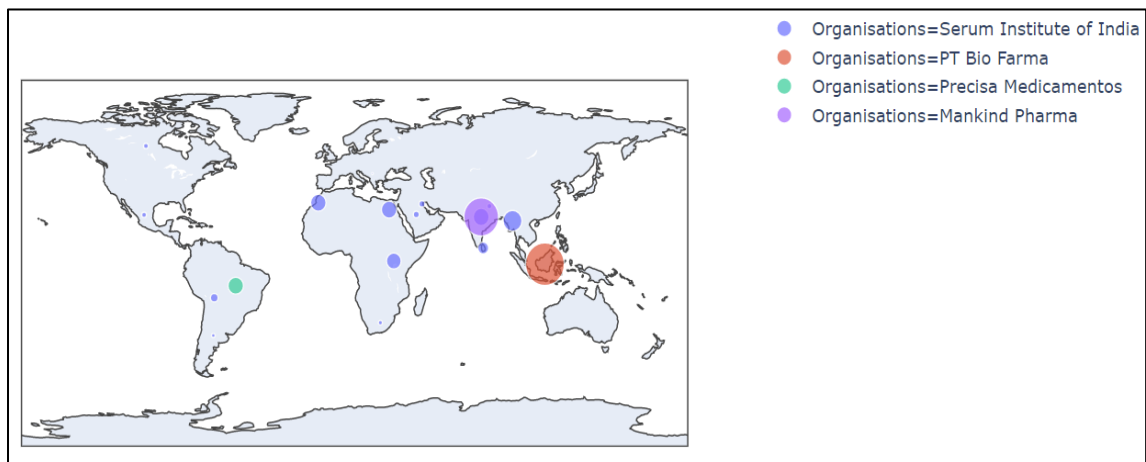 Organisations=Serum Institute of India
Organisations=PT Bio Farma
Organisations=Precisa Medicamentos
Organisations=Mankind Pharma